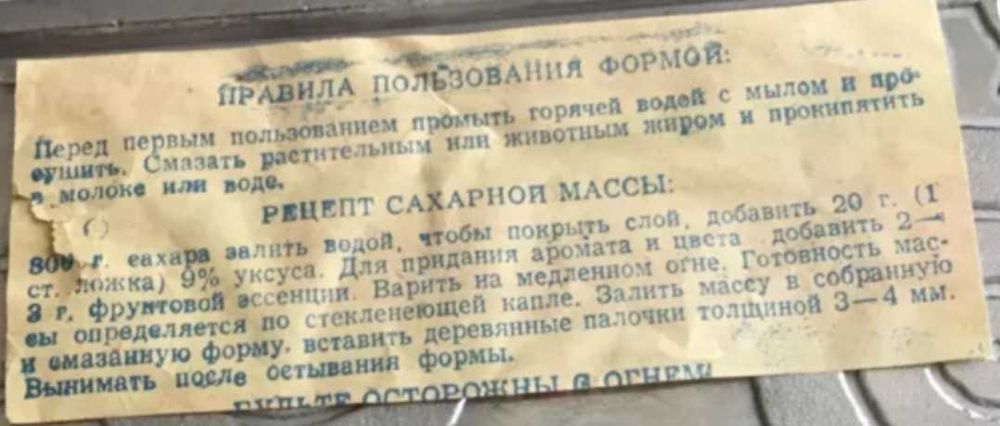 ПРАВИЛА ПОЛЬЗОВАНИЯ ФОРМОЙ:
Перед первым пользованием промыть горячей водой с мылом и про-
сушить. Смазать растительным или животным жиром и прокипятить
в молоке или воде.
РЕЦЕПТ САХАРНОЙ МАССЫ:
800 г. сахара залить водой, чтобы покрыть слой, добавить 20 г. (1
ст. ложка) 9% уксуса. Для придания аромата и цвета добавить 2—
3 г. фруктовой эссенции. Варить на медленном огне. Готовность мас-
сы определяется по стекленеющей капле. Залить массу в собранную
и смазанную форму. вставить деревянные палочки толщиной 3—4 мм.
Вынимать после остывания формы.
БУДЬТЕ ОСТОРОЖНЫ С ОГНЕМ!